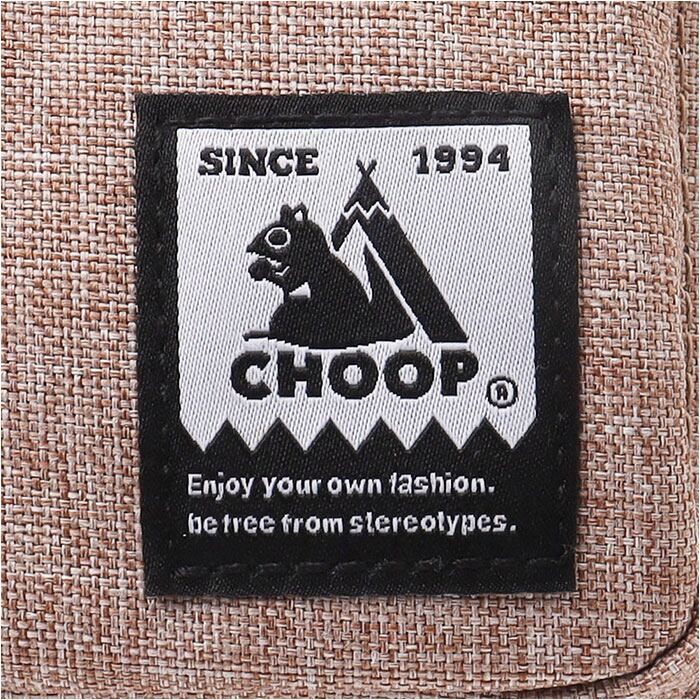 SINCE 1994
CHOOP ®
Enjoy your own fashion.
be free from stereotypes.